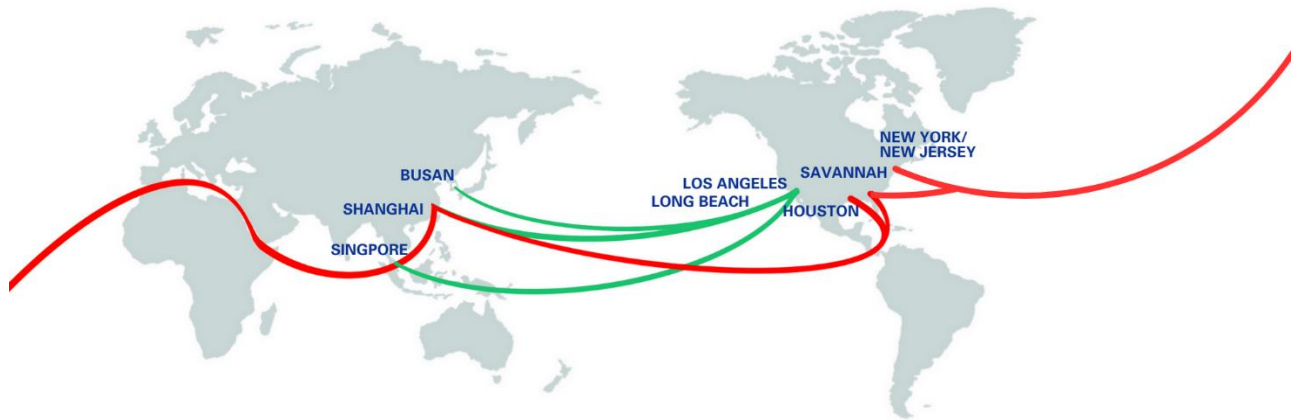 NEW YORK/
NEW JERSEY
SAVANNAH
BUSAN
LOS ANGELES
LONG BEACH
SHANGHAI
HOUSTON
SINGPORE